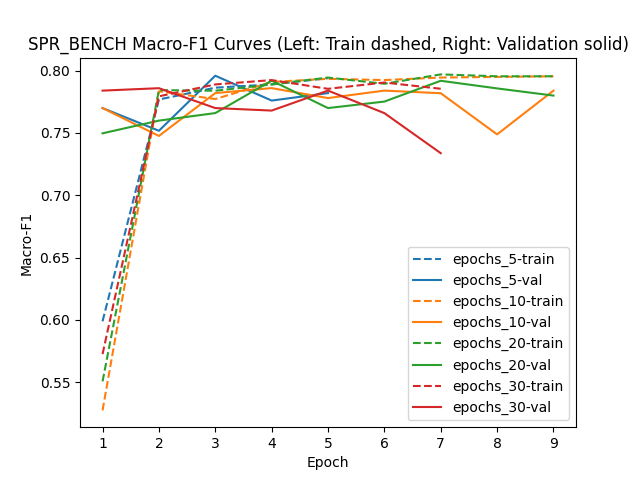 SPR_BENCH Macro-F1 Curves (Left: Train dashed, Right: Validation solid)
Macro-F1
0.80
0.75
0.70
0.65
0.60
0.55
epochs_5-train
epochs_5-val
epochs_10-train
epochs_10-val
epochs_20-train
epochs_20-val
epochs_30-train
epochs_30-val
1 2 3 4 5 6 7 8 9
Epoch